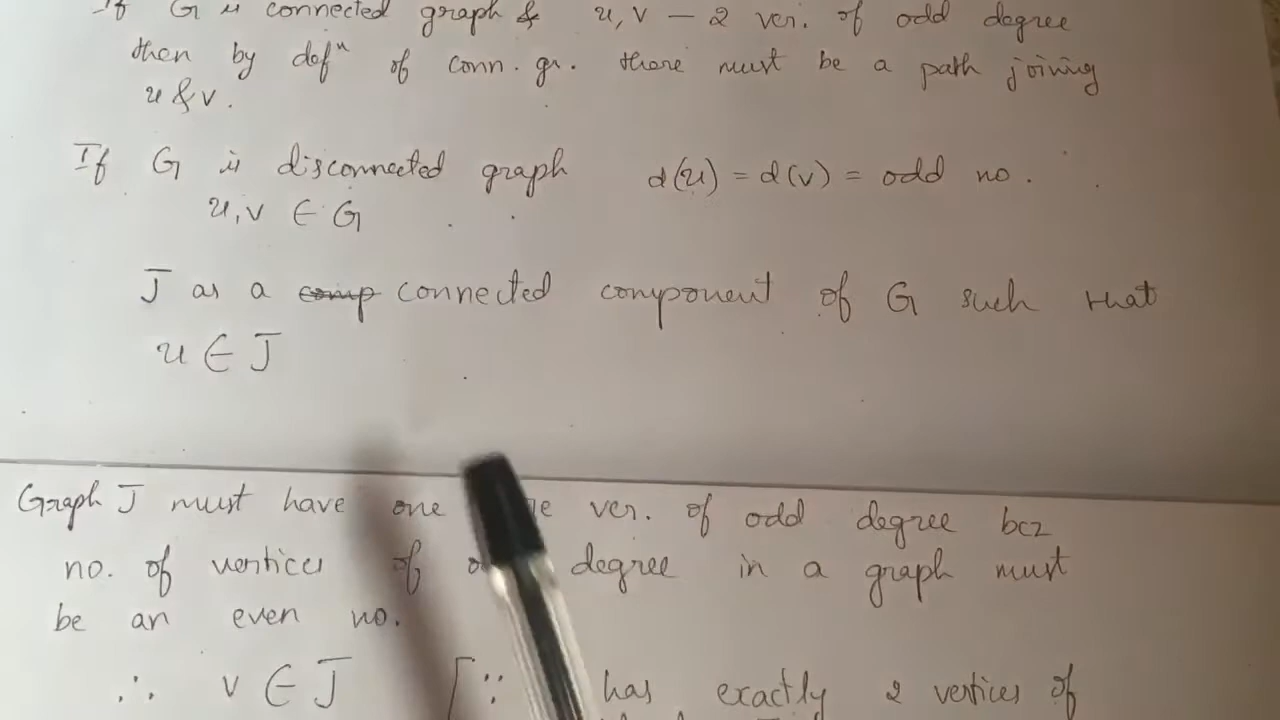 If G is connected graph & u, v - 2 ver. of odd degree
then by defⁿ of conn. gr. there must be a path joining
u & v.
If G is disconnected graph d(u) = d(v) = odd no.
u, v ∈ G
J as a comp connected component of G such that
u ∈ J
Graph J must have one ver. of odd degree bcz
no. of vertices of degree in a graph must
be an even no.
∴ v ∈ J [∵ has exactly 2 vertices of